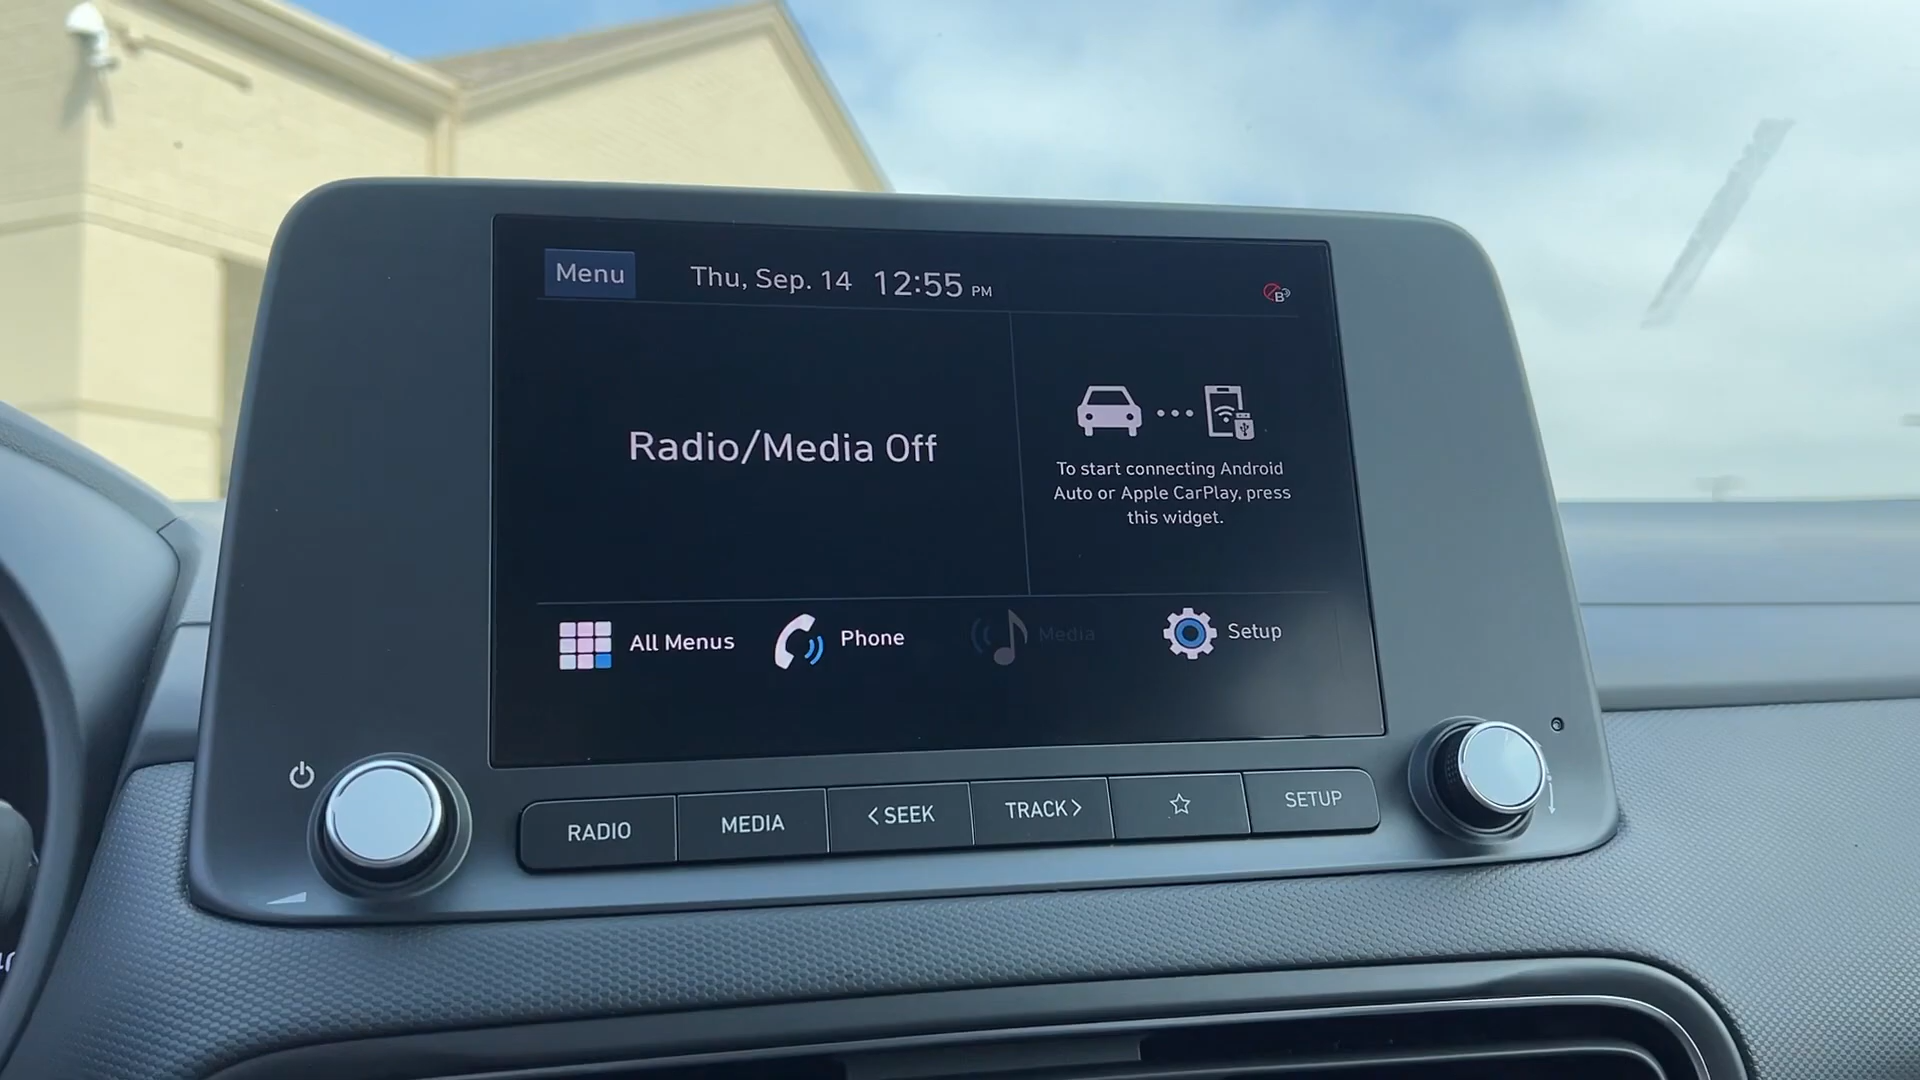 Menu
Thu, Sep. 14 12:55 PM
B
Radio/Media Off
To start connecting Android
Auto or Apple CarPlay, press
this widget.
All Menus
Phone
Media
Setup
RADIO
MEDIA
<SEEK
TRACK>
SETUP